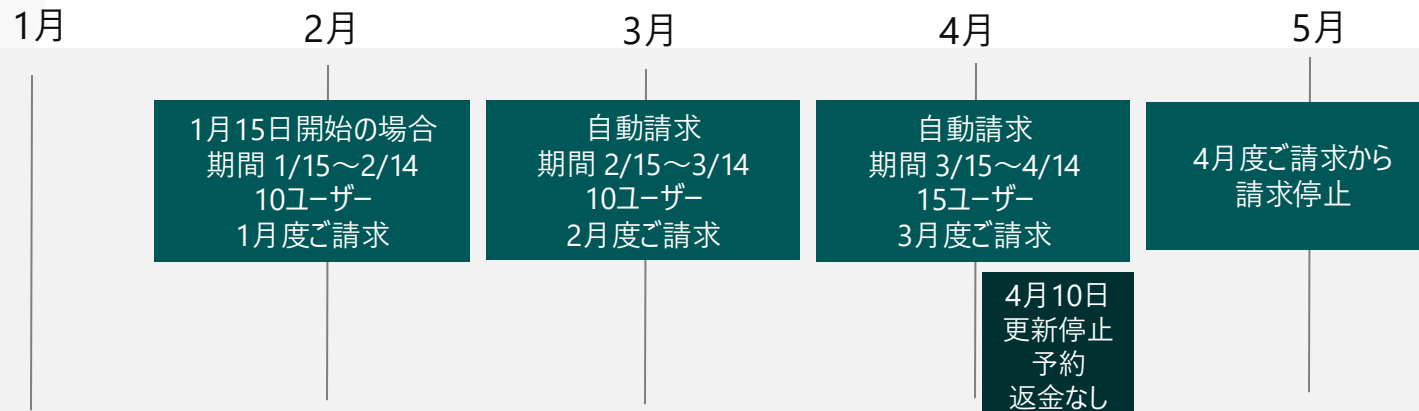 1月
2月
3月
4月
5月
1月15日開始の場合
期間 1/15～2/14
10ユーザー
1月度ご請求
自動請求
期間 2/15～3/14
10ユーザー
2月度ご請求
自動請求
期間 3/15～4/14
15ユーザー
3月度ご請求
4月度ご請求から
請求停止
4月10日
更新停止
予約
返金なし